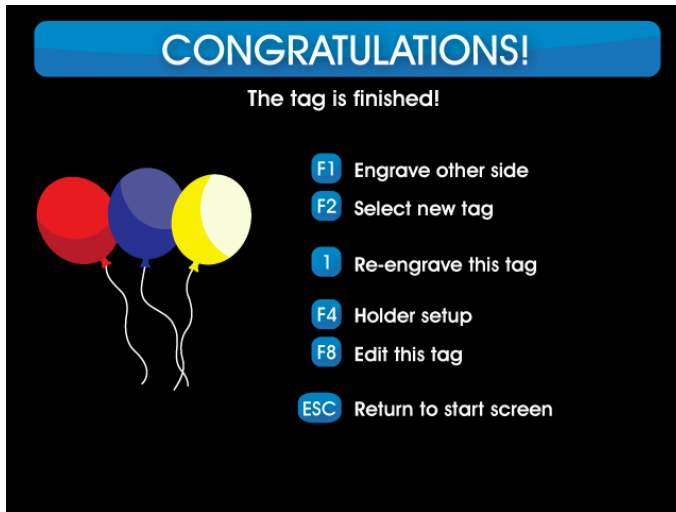 CONGRATULATIONS!
The tag is finished!
F1 Engrave other side
F2 Select new tag
1 Re-engrave this tag
F4 Holder setup
F8 Edit this tag
ESC Return to start screen